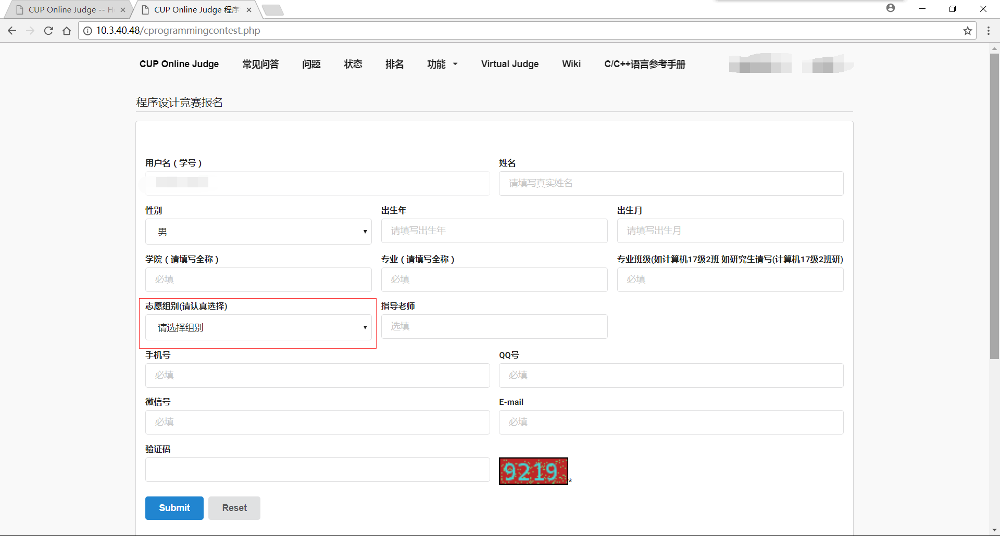 CUP Online Judge -- H
CUP Online Judge 程序
10.3.40.48/cprogrammingcontest.php
CUP Online Judge 常见问答 问题 状态 排名 功能 Virtual Judge Wiki C/C++语言参考手册
程序设计竞赛报名
用户名（学号） 姓名
请填写真实姓名
性别 出生年 出生月
男 请填写出生年 请填写出生月
学院（请填写全称） 专业（请填写全称） 专业班级(如计算机17级2班 如研究生请写(计算机17级2班研)
必填 必填 必填
志愿组别(请认真选择) 指导老师
请选择组别 选填
手机号 QQ号
必填 必填
微信号 E-mail
必填 必填
验证码
9219 *
Submit Reset